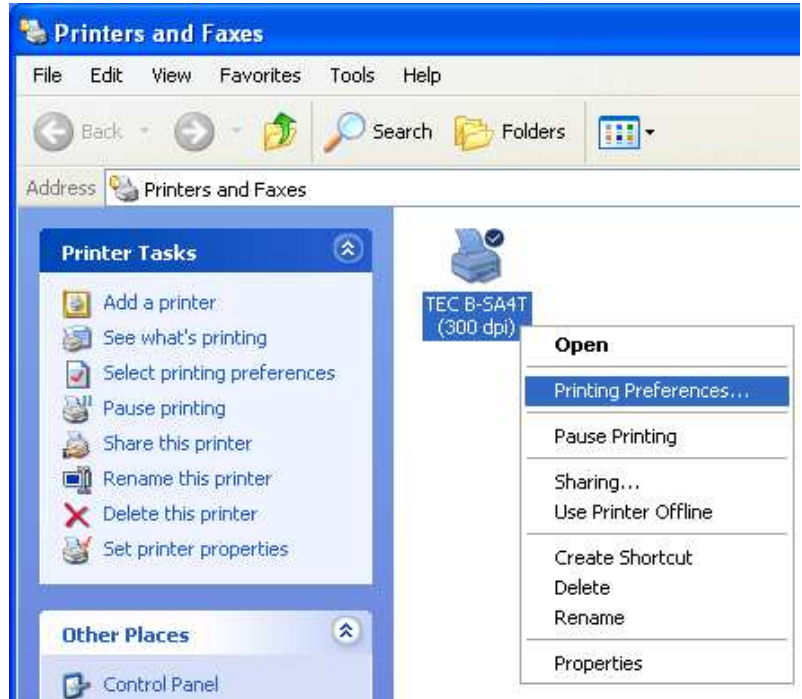 Printers and Faxes
File Edit View Favorites Tools Help
Back Search Folders
Address Printers and Faxes
Printer Tasks
Add a printer
See what's printing
Select printing preferences
Pause printing
Share this printer
Rename this printer
Delete this printer
Set printer properties
Other Places
Control Panel
TEC B-SA4T
(300 dpi)
Open
Printing Preferences...
Pause Printing
Sharing...
Use Printer Offline
Create Shortcut
Delete
Rename
Properties